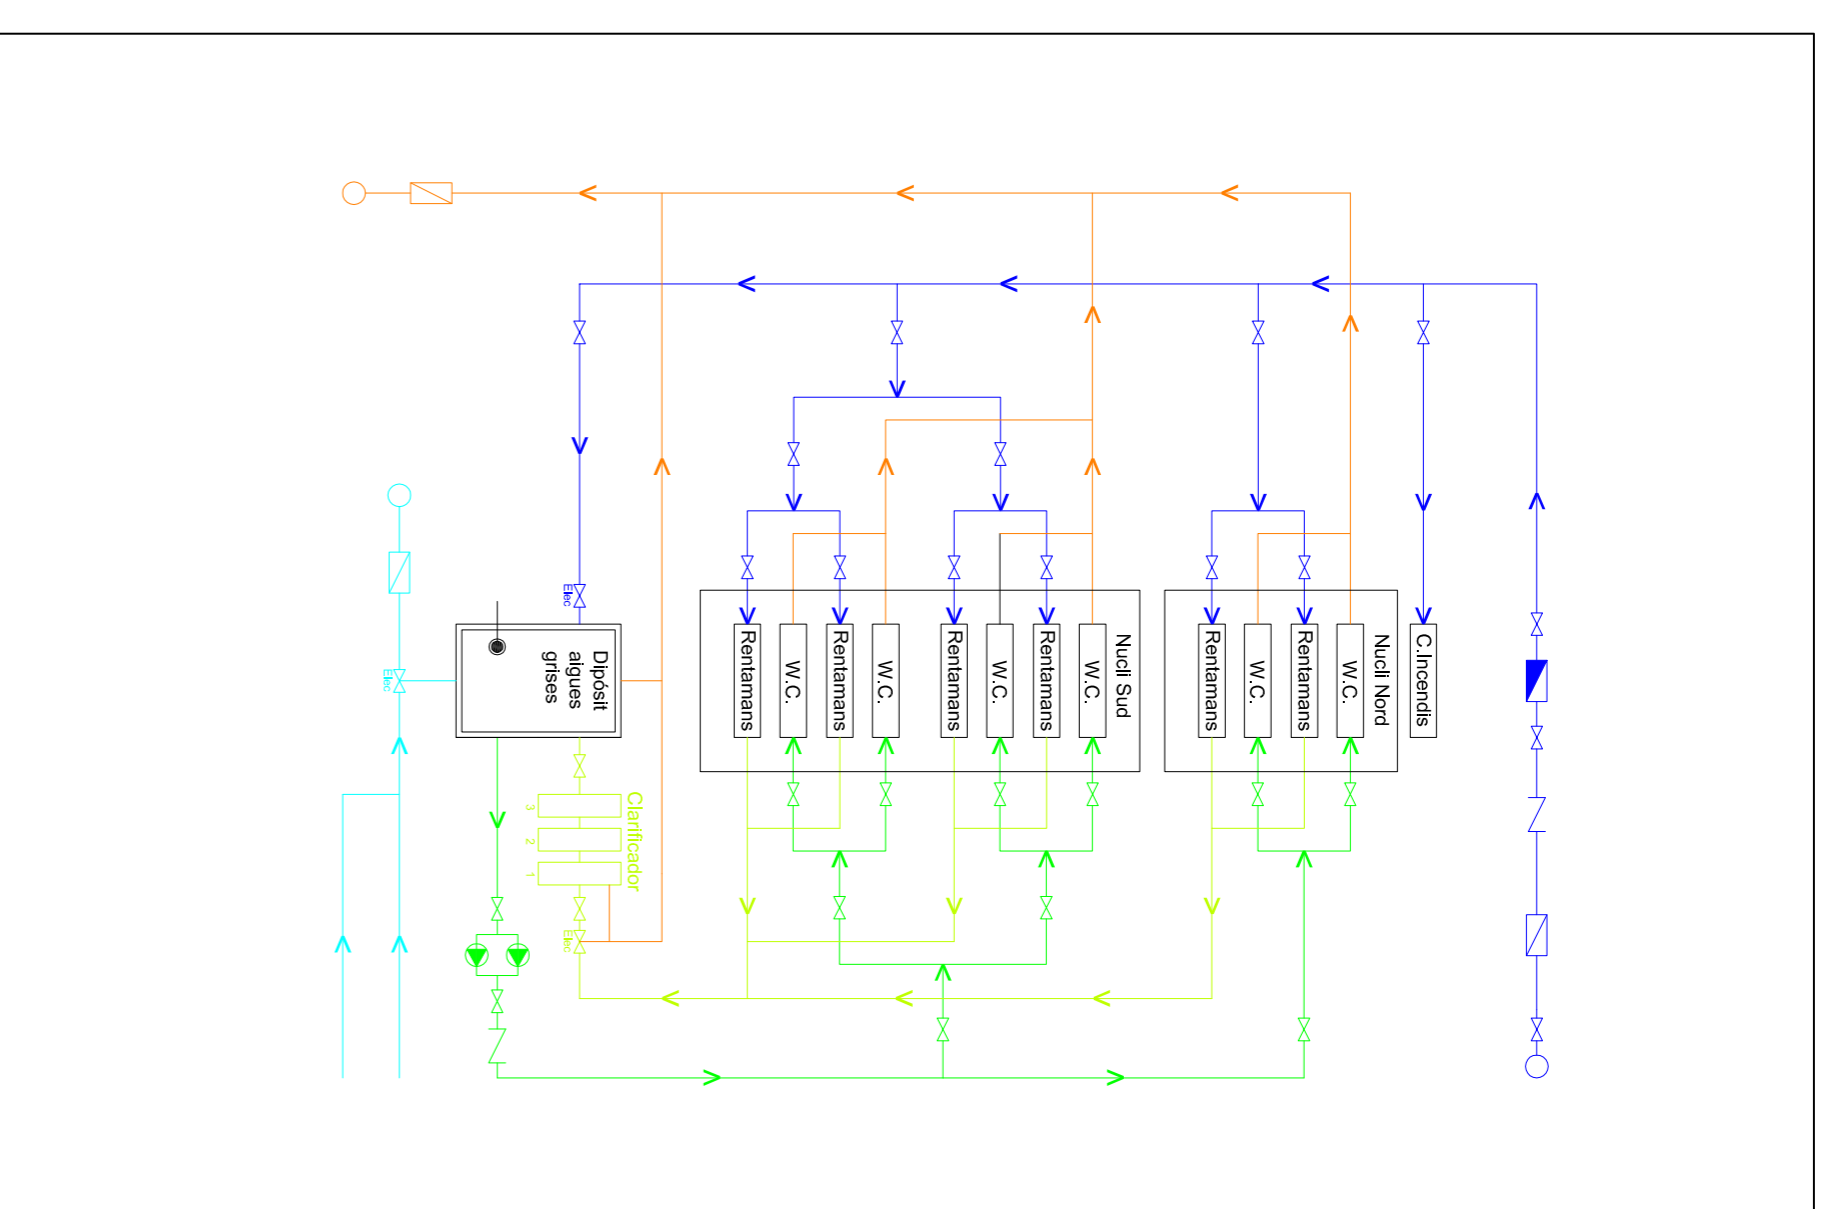 Elec
Elec
Dipósit
aigues
grises
Clarificador
3
2
1
Elec
Nucli Sud
Rentamans
W.C.
Rentamans
W.C.
Rentamans
W.C.
Rentamans
W.C.
Nucli Nord
Rentamans
W.C.
Rentamans
W.C.
C.Incendis